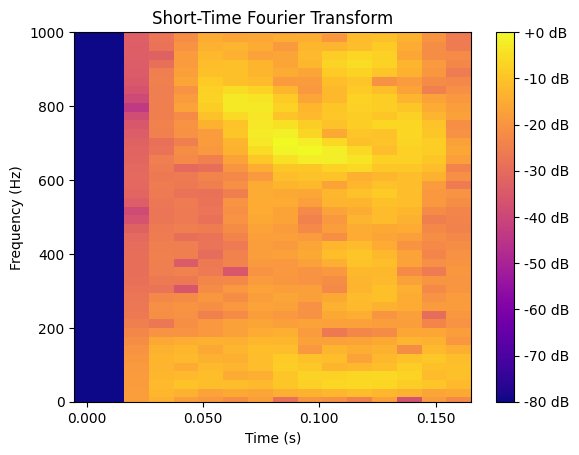 Short-Time Fourier Transform
1000
800
600
400
200
0
Frequency (Hz)
0.000
0.050
0.100
0.150
Time (s)
+0 dB
-10 dB
-20 dB
-30 dB
-40 dB
-50 dB
-60 dB
-70 dB
-80 dB